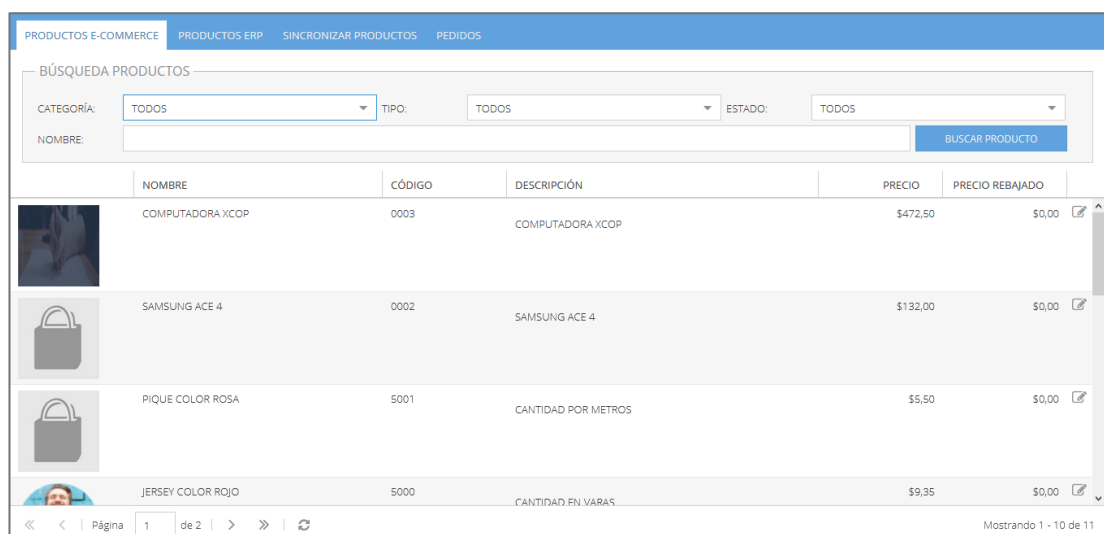 PRODUCTOS E-COMMERCE PRODUCTOS ERP SINCRONIZAR PRODUCTOS PEDIDOS
BÚSQUEDA PRODUCTOS
CATEGORÍA: TODOS TIPO: TODOS ESTADO: TODOS
NOMBRE: BUSCAR PRODUCTO
NOMBRE CÓDIGO DESCRIPCIÓN PRECIO PRECIO REBAJADO
COMPUTADORA XCOP 0003 COMPUTADORA XCOP $472,50 $0,00
SAMSUNG ACE 4 0002 SAMSUNG ACE 4 $132,00 $0,00
PIQUE COLOR ROSA 5001 CANTIDAD POR METROS $5,50 $0,00
JERSEY COLOR ROJO 5000 CANTIDAD EN VARAS $9,35 $0,00
Página 1 de 2 Mostrando 1 - 10 de 11